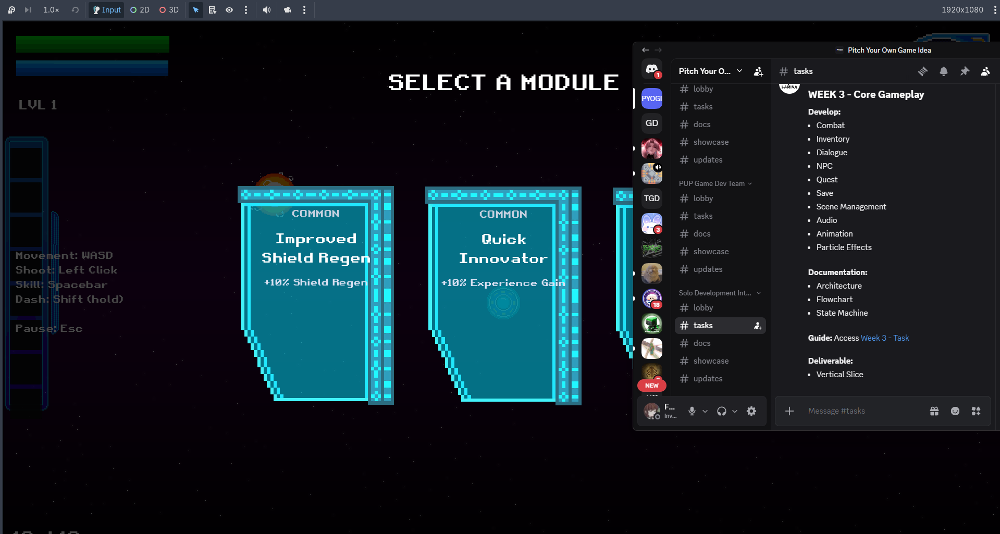 1.0×
Input
2D
3D
1920x1080
LVL 1
SELECT A MODULE
Movement: WASD
Shoot: Left Click
Skill: Spacebar
Dash: Shift (hold)
Pause: Esc
COMMON
Improved
Shield Regen
+10% Shield Regen
COMMON
Quick
Innovator
+10% Experience Gain
Pitch Your Own Game Idea
1
PYOGI
GD
TGD
3
18
NEW
Pitch Your O...
# lobby
# tasks
# docs
# showcase
# updates
PUP Game Dev Team
# lobby
# tasks
# docs
# showcase
# updates
Solo Development Int...
# lobby
# tasks
# docs
# showcase
# updates
F...
Inv...
# tasks
LAMINA
WEEK 3 - Core Gameplay
Develop:
• Combat
• Inventory
• Dialogue
• NPC
• Quest
• Save
• Scene Management
• Audio
• Animation
• Particle Effects
Documentation:
• Architecture
• Flowchart
• State Machine
Guide: Access Week 3 - Task
Deliverable:
• Vertical Slice
Message #tasks